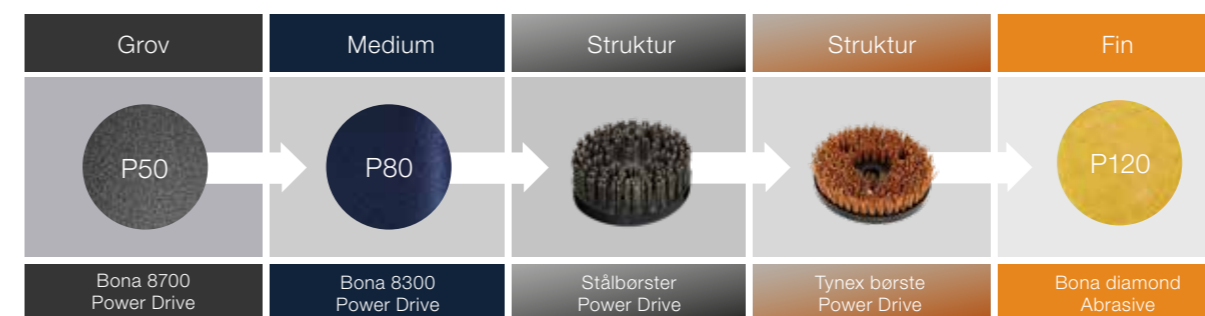 Grov
Medium
Struktur
Struktur
Fin
P50
P80
P120
Bona 8700
Power Drive
Bona 8300
Power Drive
Stålbørster
Power Drive
Tynex børste
Power Drive
Bona diamond
Abrasive